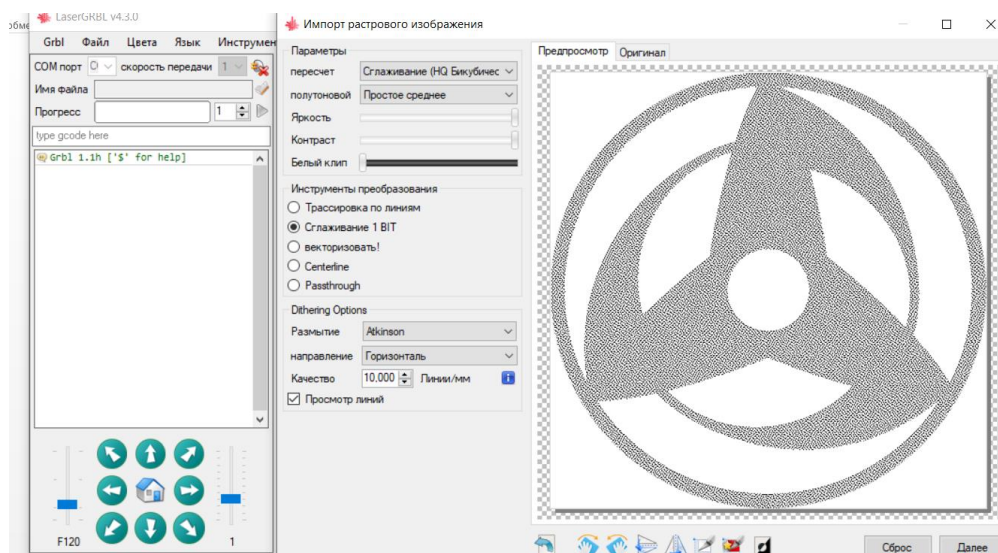 обме
LaserGRBL v4.3.0
Grbl Файл Цвета Язык Инструмен
COM порт скорость передачи 1
Имя файла
Прогресс 1
type gcode here
Grbl 1.1h ['$' for help]
F120 1
Импорт растрового изображения
Параметры
пересчет Сглаживание (HQ Бикубичес
полутоновой Простое среднее
Яркость
Контраст
Белый клип
Инструменты преобразования
Трассировка по линиям
Сглаживание 1 BIT
векторизовать!
Centerline
Passthrough
Dithering Options
Размытие Atkinson
направление Горизонталь
Качество 10,000 Линии/мм
Просмотр линий
Предпросмотр Оригинал
Сброс Далее